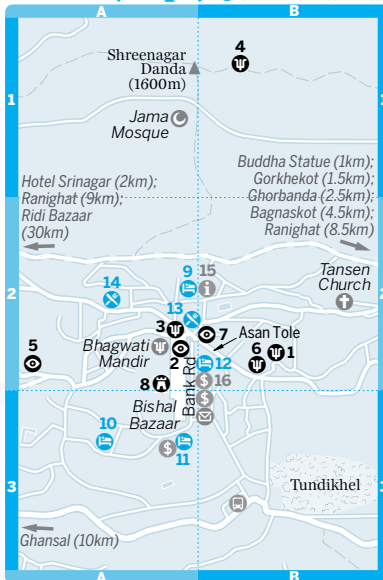 A
B
4
Shreenagar
Danda
(1600m)
1
1
Jama
Mosque
Buddha Statue (1km);
Gorkhekot (1.5km);
Ghorbanda (2.5km);
Bagnaskot (4.5km);
Ranighat (8.5km)
Hotel Srinagar (2km);
Ranighat (9km);
Ridi Bazaar
(30km)
Tansen
Church
9
15
14
2
2
13
3
7
Asan Tole
5
Bhagwati
Mandir
2
12
6
1
8
$
16
Bank Rd
Bishal
Bazaar
$
10
$
11
Tundikhel
3
3
Ghansal (10km)
A
B